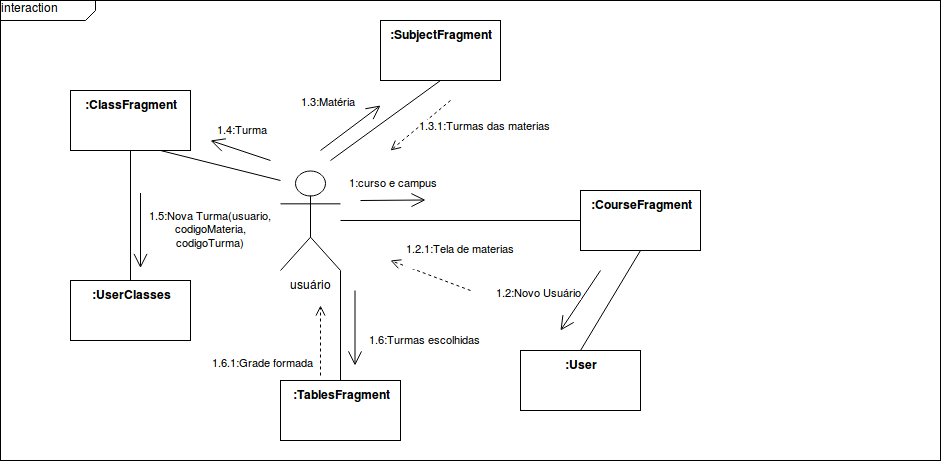 interaction
:SubjectFragment
:ClassFragment
1.3:Matéria
1.4:Turma
1.3.1:Turmas das materias
1:curso e campus
:CourseFragment
1.5:Nova Turma(usuario,
codigoMateria,
codigoTurma)
1.2.1:Tela de materias
usuário
:UserClasses
1.2:Novo Usuário
1.6:Turmas escolhidas
1.6.1:Grade formada
:User
:TablesFragment